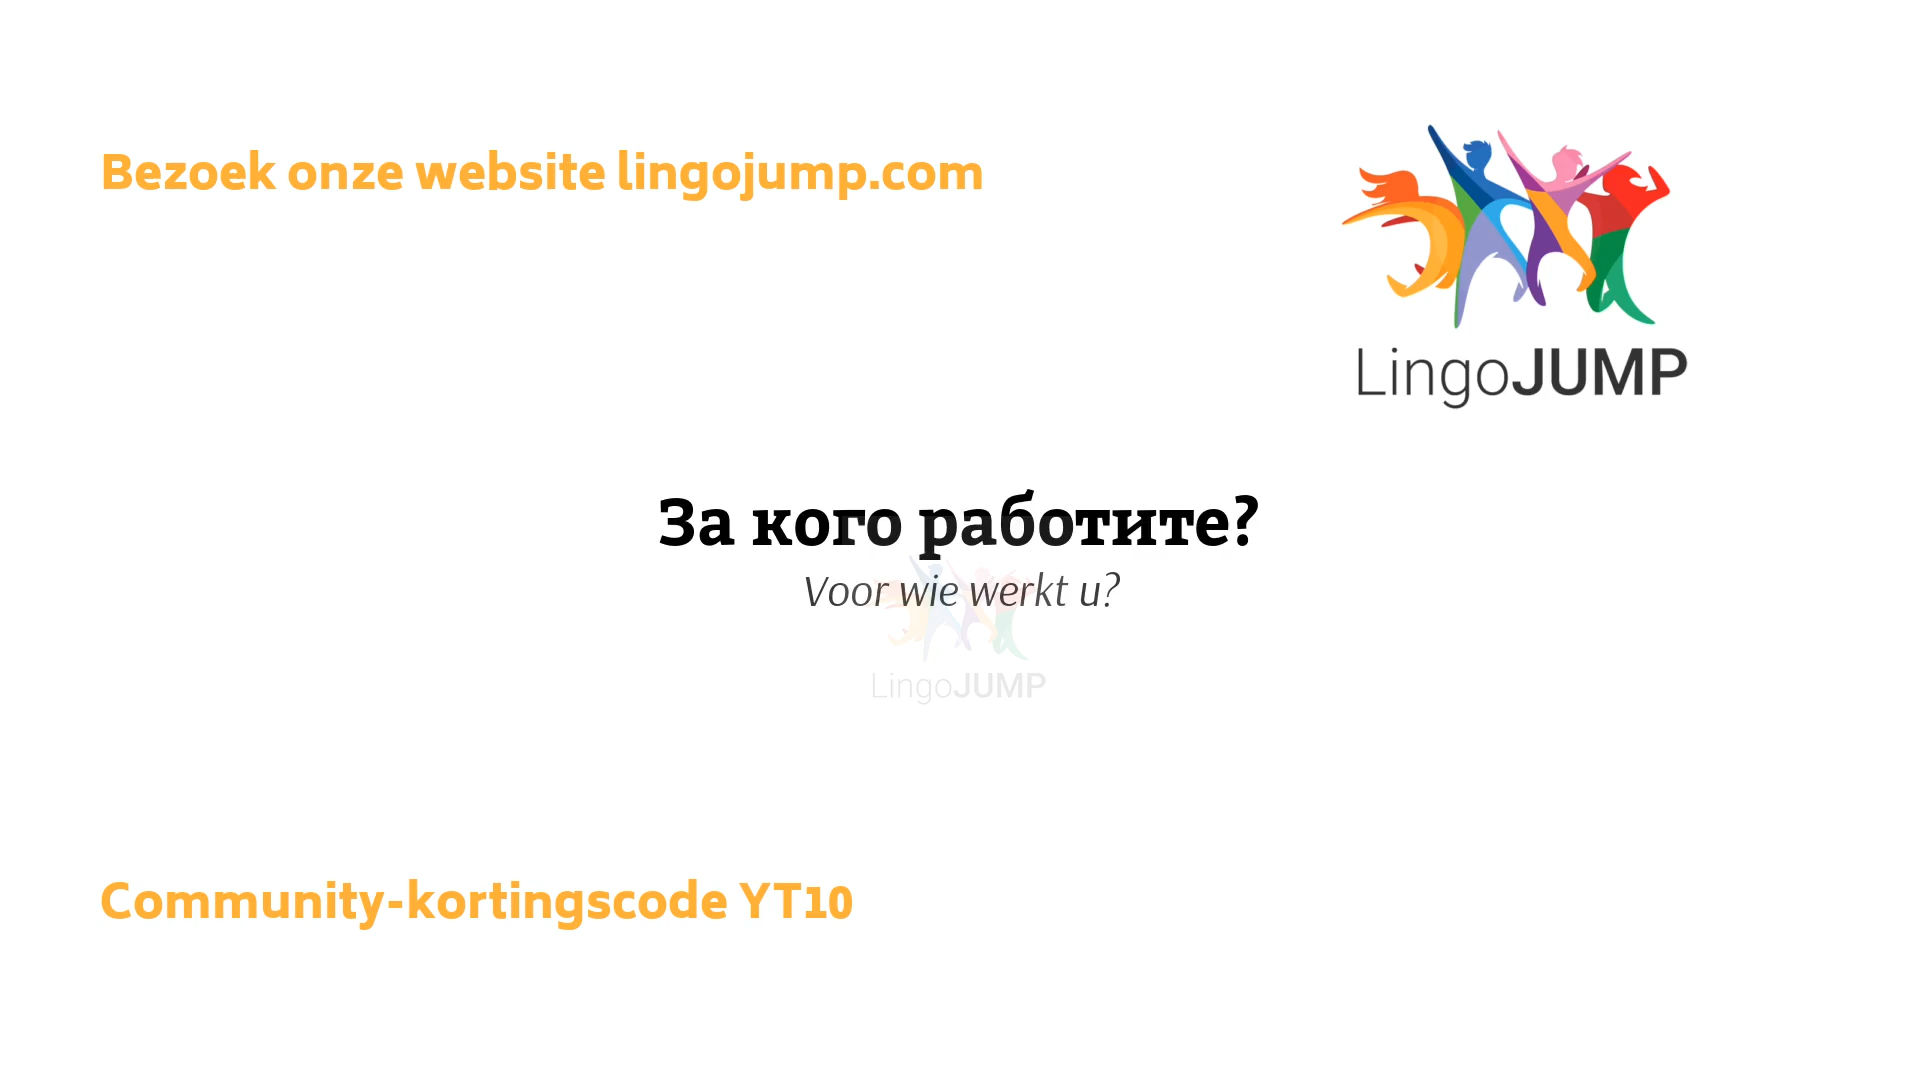 Bezoek onze website lingojump.com
LingoJUMP
За кого работите?
Voor wie werkt u?
LingoJUMP
Community-kortingscode YT10